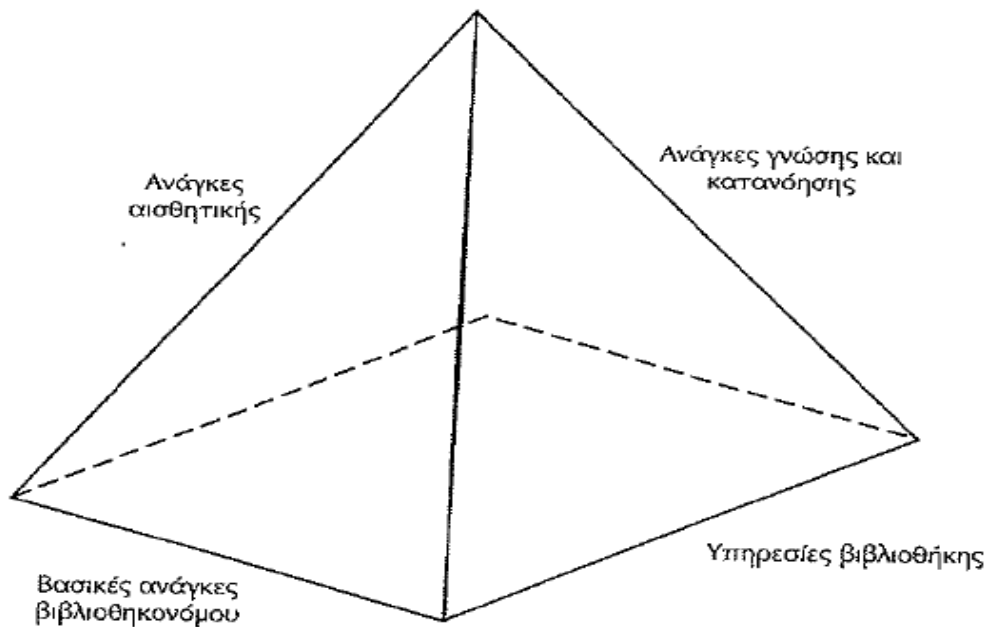 Ανάγκες γνώσης και
κατανόησης
Ανάγκες
αισθητικής
Υπηρεσίες βιβλιοθήκης
Βασικές ανάγκες
βιβλιοθηκονόμου